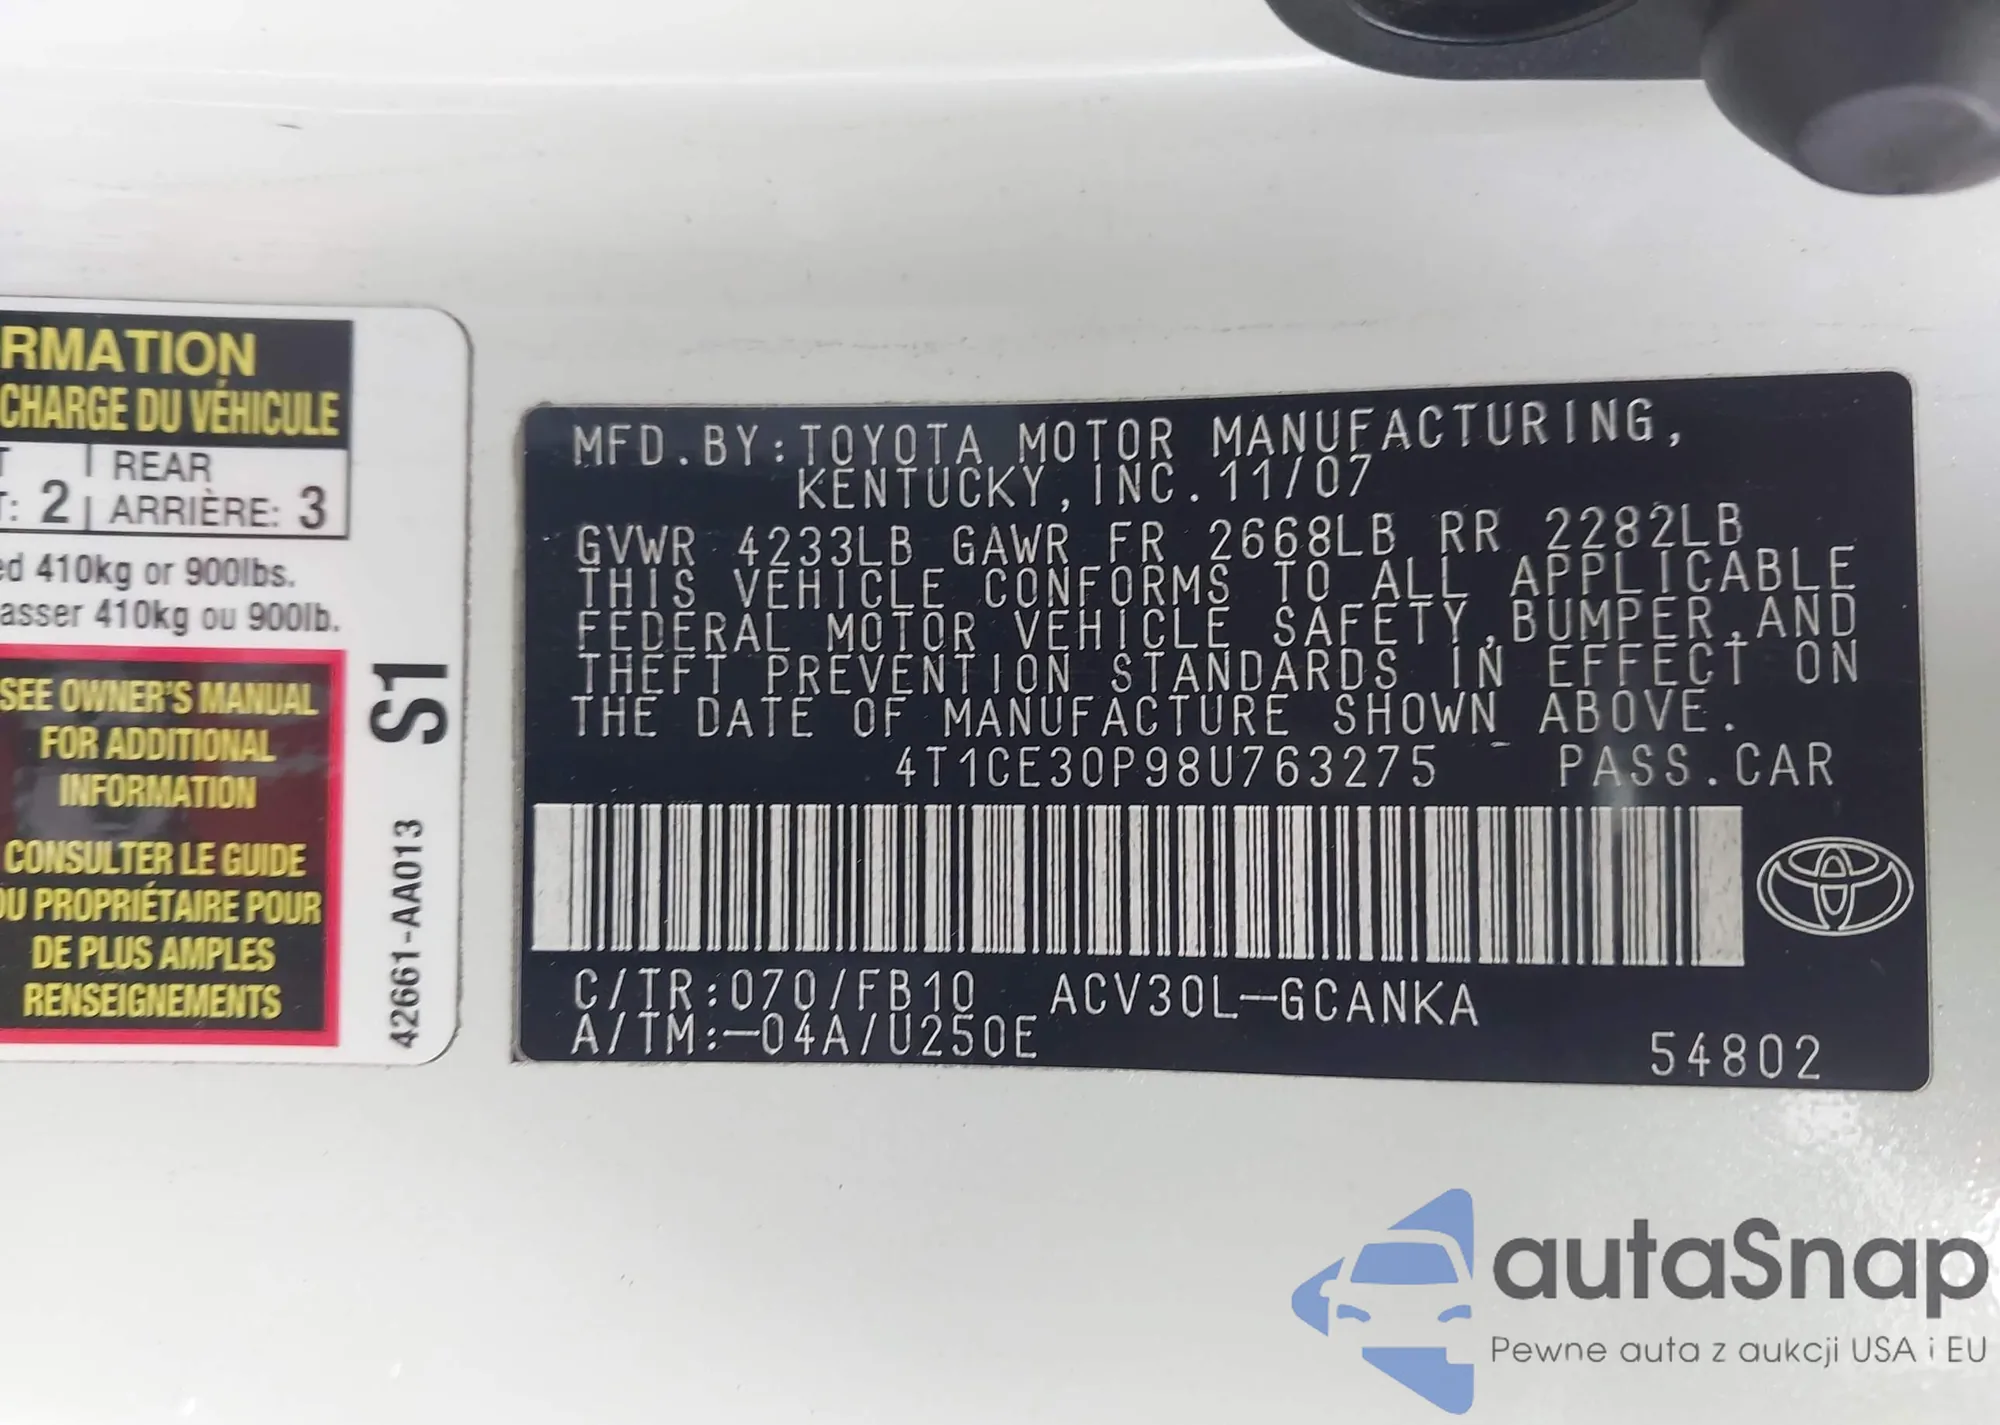 RMATION
CHARGE DU VÉHICULE
T REAR
T: 2 ARRIÈRE: 3
ed 410kg or 900lbs.
asser 410kg ou 900lb.
SEE OWNER'S MANUAL
FOR ADDITIONAL
INFORMATION
CONSULTER LE GUIDE
DU PROPRIÉTAIRE POUR
DE PLUS AMPLES
RENSEIGNEMENTS
42661-AA013 S1
MFD.BY:TOYOTA MOTOR MANUFACTURING,
KENTUCKY,INC.11/07
GVWR 4233LB GAWR FR 2668LB RR 2282LB
THIS VEHICLE CONFORMS TO ALL APPLICABLE
FEDERAL MOTOR VEHICLE SAFETY,BUMPER,AND
THEFT PREVENTION STANDARDS IN EFFECT ON
THE DATE OF MANUFACTURE SHOWN ABOVE.
4T1CE30P98U763275 PASS.CAR
C/TR:070/FB10 ACV30L-GCANKA
A/TM:-04A/U250E
54802
autaSnap
Pewne auta z aukcji USA i EU